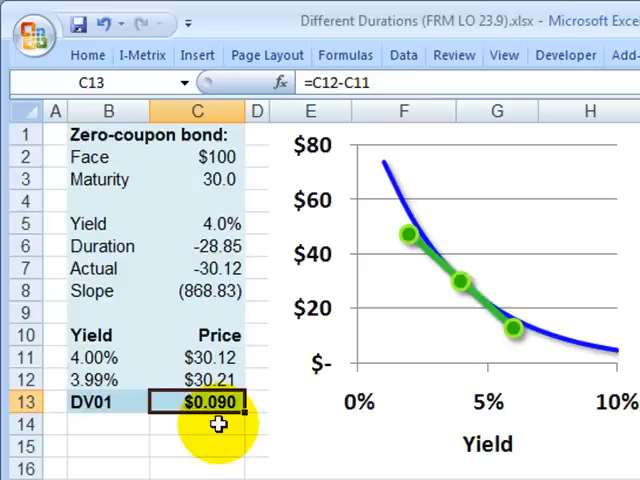 Different Durations (FRM LO 23.9).xlsx - Microsoft Exce
Home I-Metrix Insert Page Layout Formulas Data Review View Developer Add-
C13 fx =C12-C11
A B C D E F G H
1 Zero-coupon bond:
2 Face $100
3 Maturity 30.0
4
5 Yield 4.0%
6 Duration -28.85
7 Actual -30.12
8 Slope (868.83)
9
10 Yield Price
11 4.00% $30.12
12 3.99% $30.21
13 DV01 $0.090
14
15
16
$80
$60
$40
$20
$-
0% 5% 10%
Yield